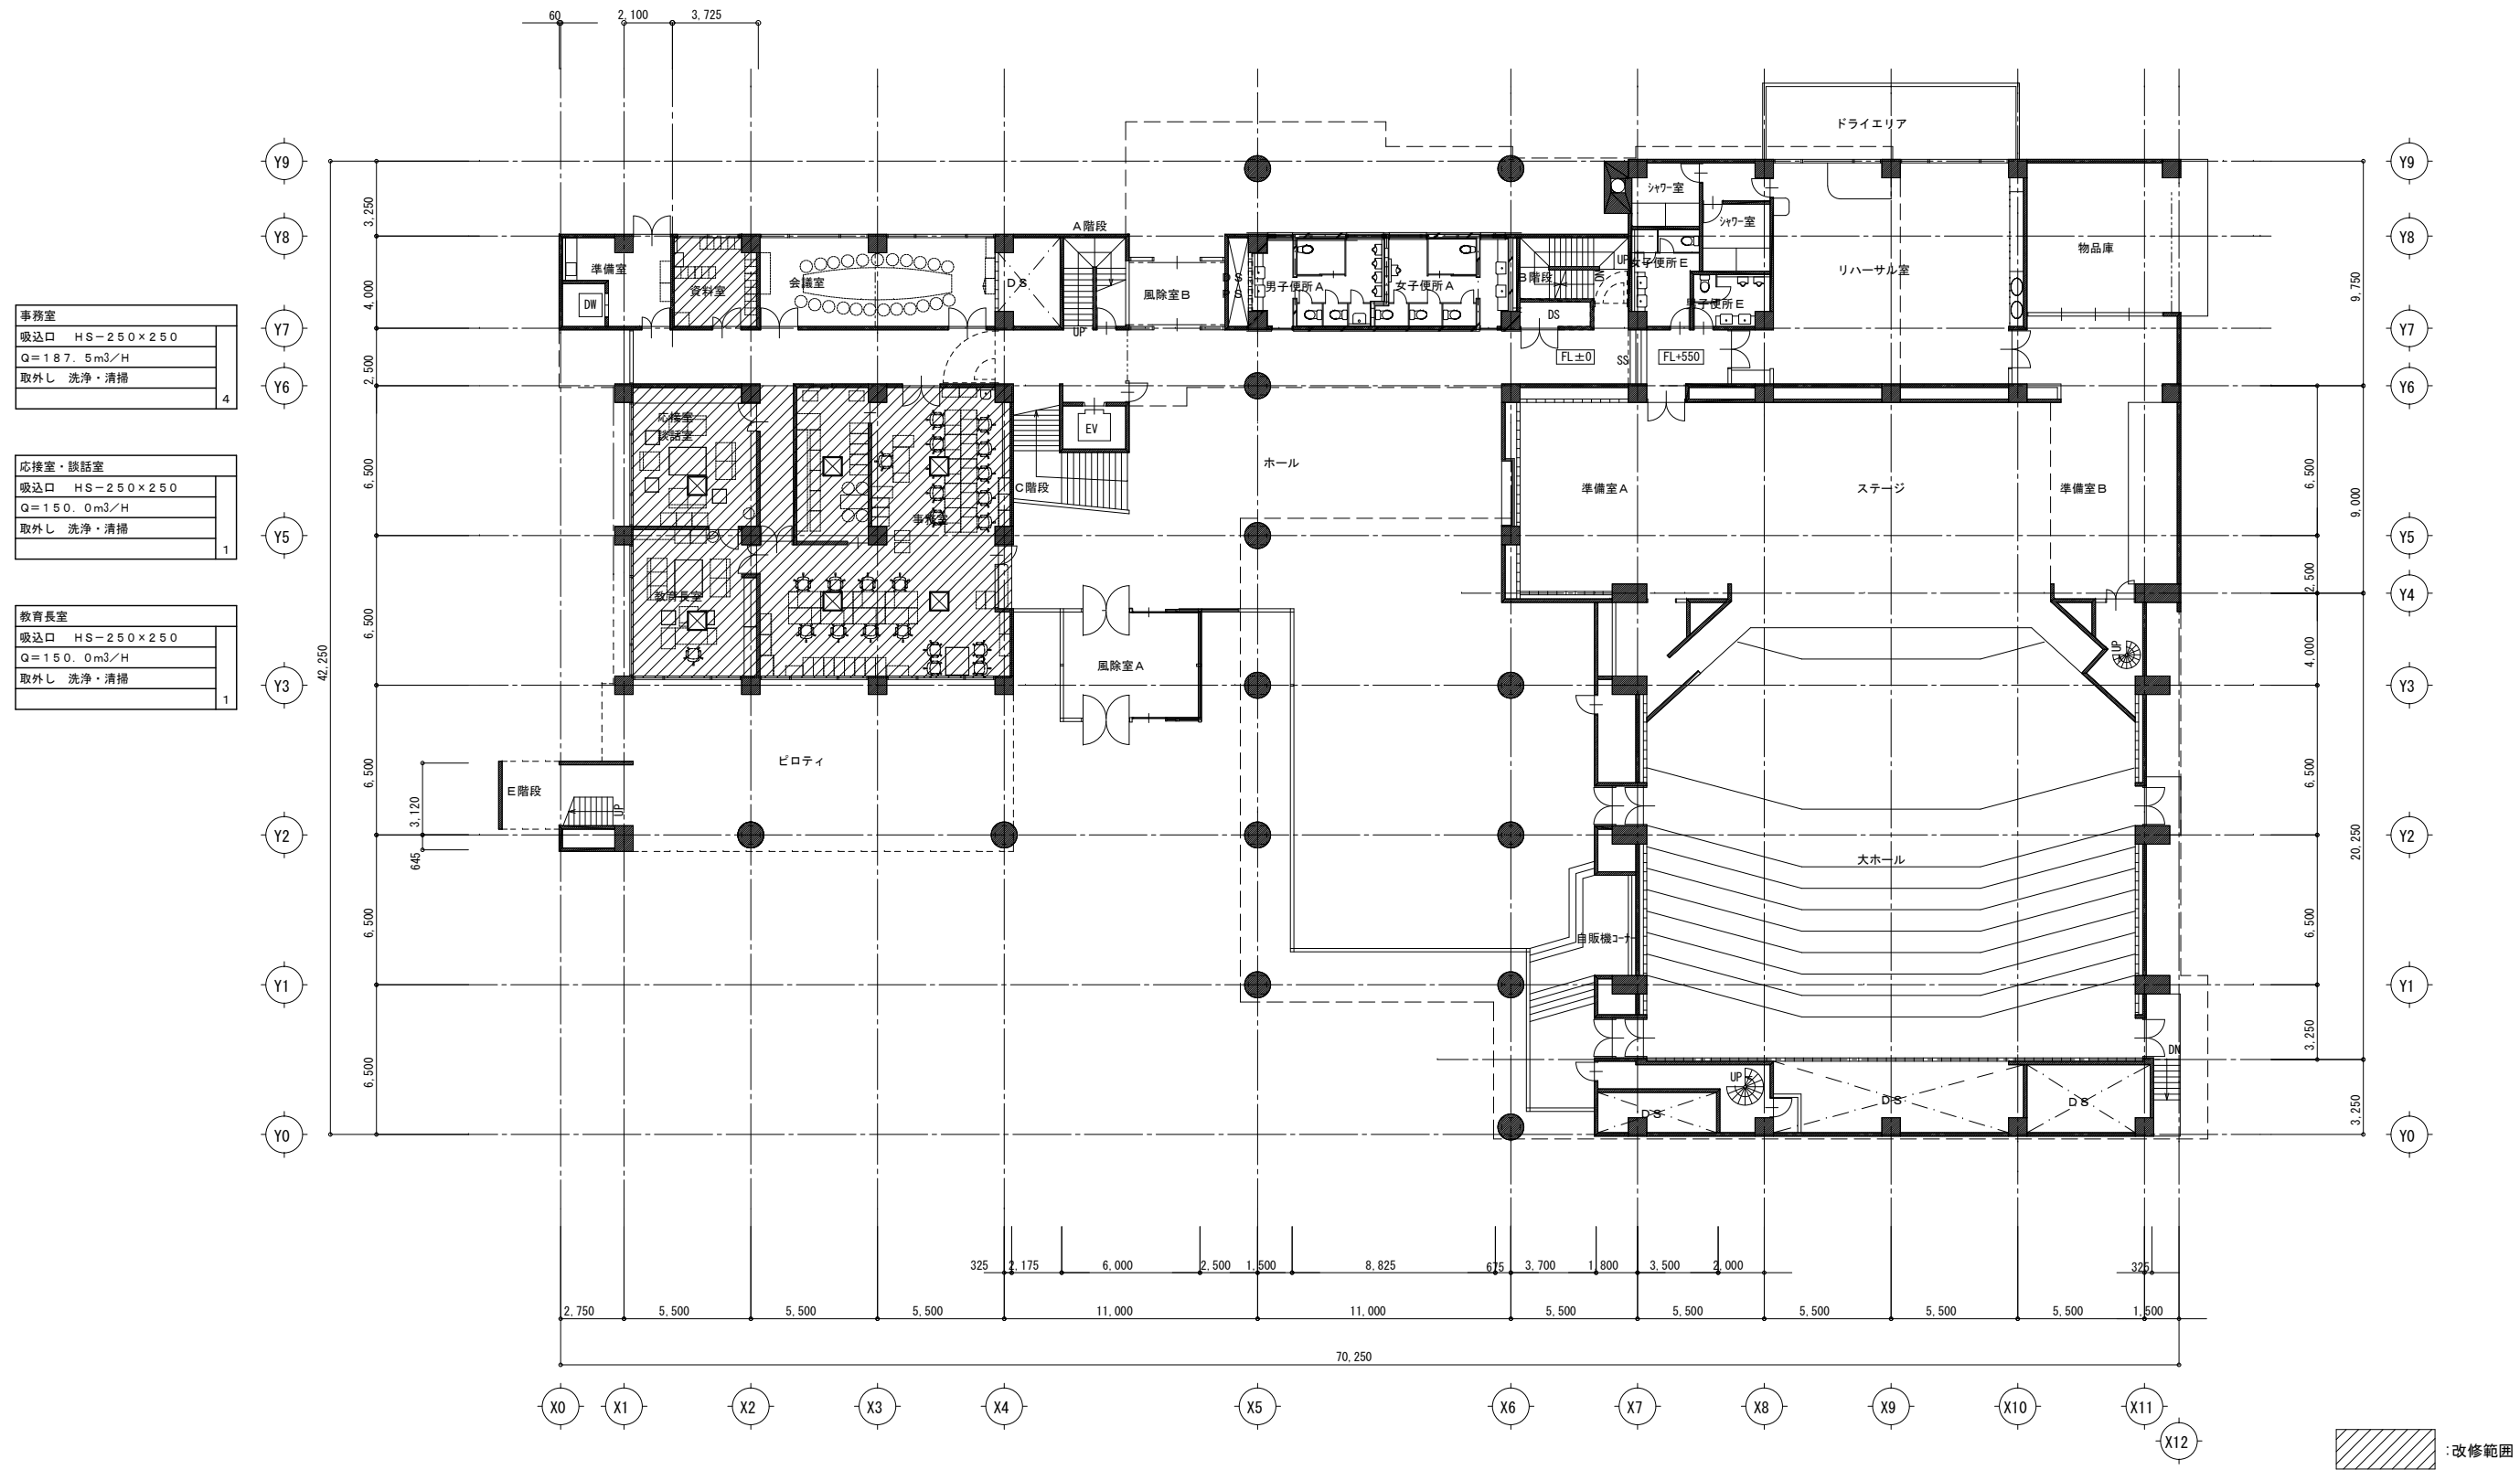 60
2,100
3,725
ドライエリア
Y9
Y9
3,250
シャワー室
シャワー室
Y8
Y8
A階段
物品庫
準備室
資料室
会議室
DS
風除室B
DS
PS
男子便所A
女子便所A
B階段
DN
UP
女子便所E
リハーサル室
4,000
9,750
DW
男子便所E
DS
UP
Y7
Y7
FL±0
SS
FL+550
2,500
Y6
Y6
事務室
吸込口 HS-250×250
Q=187.5m3/H
取外し 洗浄・清掃
4
応接室
談話室
EV
ホール
6,500
6,500
9,000
C階段
準備室A
ステージ
準備室B
事務室
応接室・談話室
吸込口 HS-250×250
Q=150.0m3/H
取外し 洗浄・清掃
1
Y5
Y5
2,500
教育長室
Y4
6,500
4,000
教育長室
吸込口 HS-250×250
Q=150.0m3/H
取外し 洗浄・清掃
1
42,250
風除室A
UP
Y3
Y3
ピロティ
6,500
6,500
E階段
3,120
UP
Y2
Y2
645
大ホール
20,250
6,500
自販機コーナー
6,500
Y1
Y1
3,250
6,500
DN
UP
DS
DS
DS
3,250
Y0
Y0
325
2,175
6,000
2,500
1,500
8,825
675
3,700
1,800
3,500
2,000
325
2,750
5,500
5,500
5,500
11,000
11,000
5,500
5,500
5,500
5,500
5,500
1,500
70,250
X0
X1
X2
X3
X4
X5
X6
X7
X8
X9
X10
X11
X12
:改修範囲